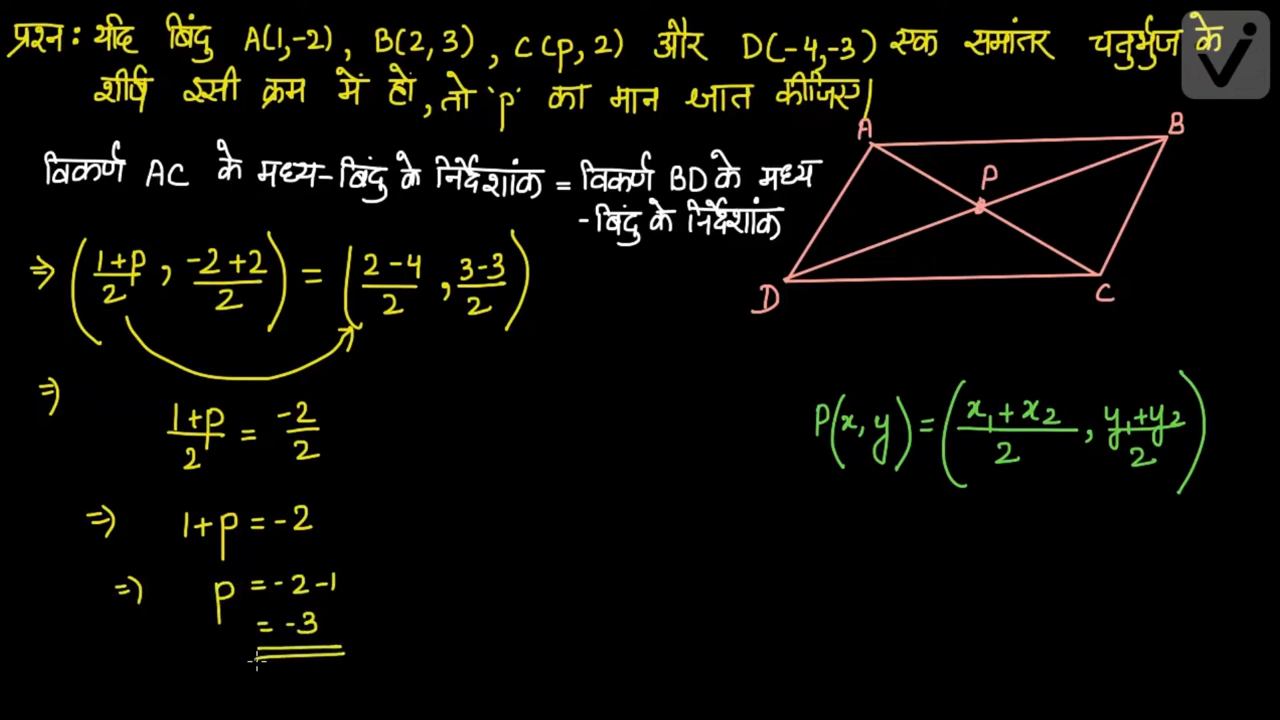 प्रश्न: यदि बिंदु A(1,-2), B(2,3), C(p,2) और D(-4,-3) एक समांतर चतुर्भुज के
शीर्ष इसी क्रम में हों, तो 'p' का मान ज्ञात कीजिए।
विकर्ण AC के मध्य-बिंदु के निर्देशांक = विकर्ण BD के मध्य
-बिंदु के निर्देशांक
A
B
P
D
C
⇒ ((1+p)/2, (-2+2)/2) = ((2-4)/2, (3-3)/2)
⇒ (1+p)/2 = -2/2
P(x,y) = ((x₁+x₂)/2, (y₁+y₂)/2)
⇒ 1+p = -2
⇒ p = -2-1
= -3